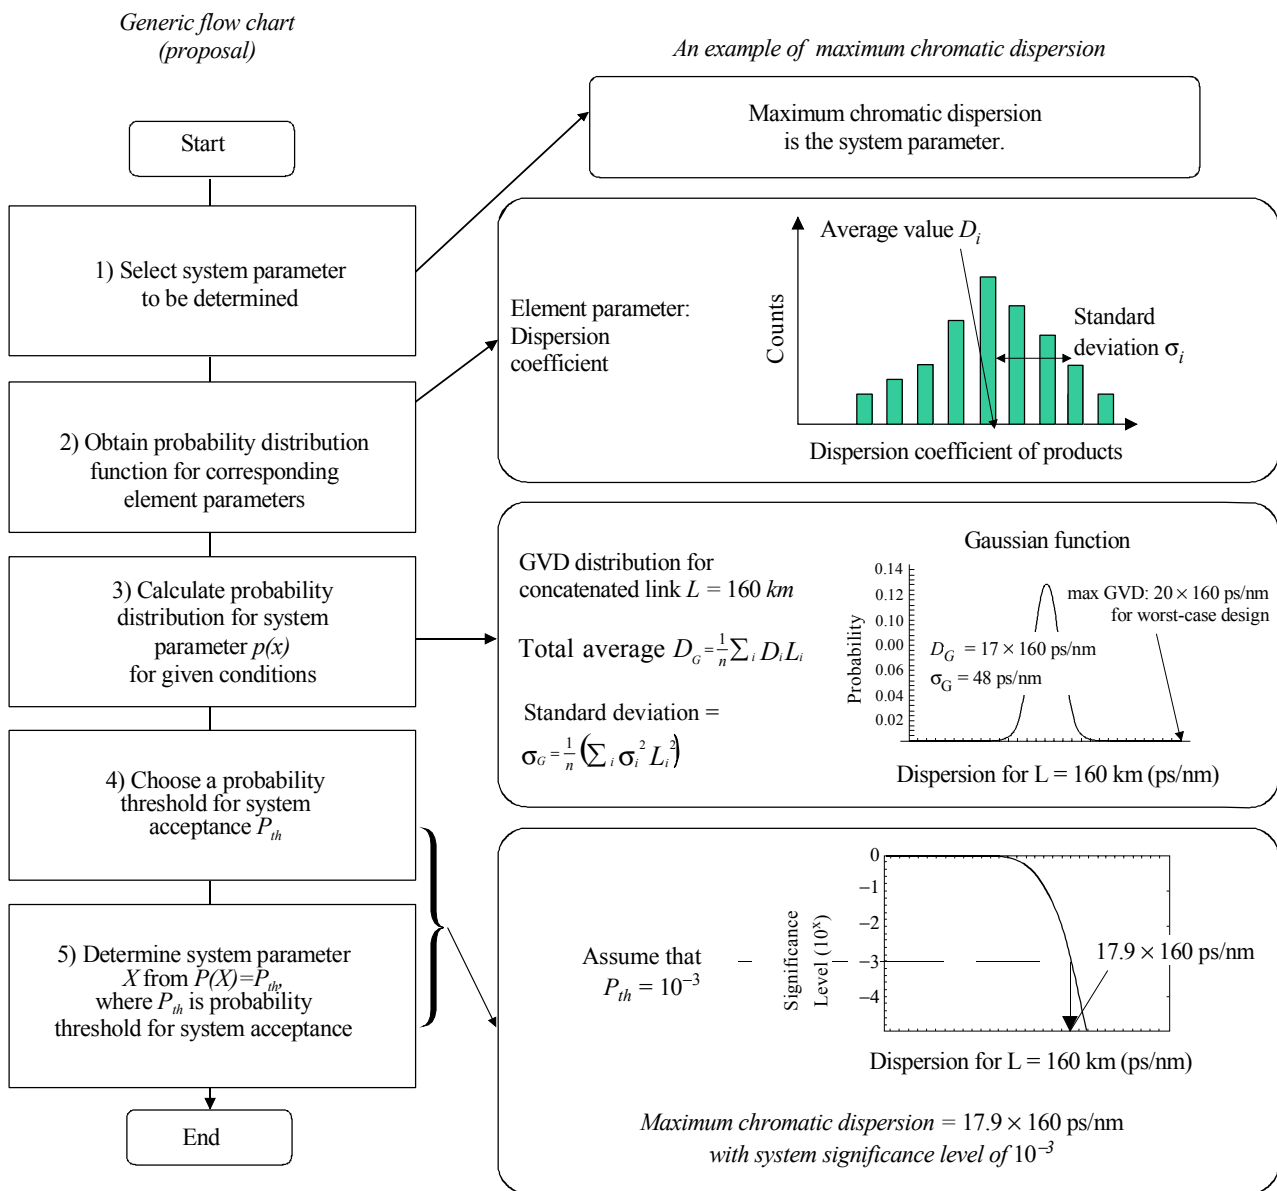 Generic flow chart
(proposal)
An example of maximum chromatic dispersion
Start
Maximum chromatic dispersion
is the system parameter.
1) Select system parameter
to be determined
Average value D_i
Element parameter:
Dispersion
coefficient
Counts
Standard
deviation σ_i
Dispersion coefficient of products
2) Obtain probability distribution
function for corresponding
element parameters
3) Calculate probability
distribution for system
parameter p(x)
for given conditions
GVD distribution for
concatenated link L = 160 km
Total average D_G = 1/n ∑_i D_i L_i
Standard deviation =
σ_G = 1/n (∑_i σ_i^2 L_i^2)
Gaussian function
Probability
0.14
0.12
0.10
0.00
0.06
0.04
0.02
max GVD: 20 × 160 ps/nm
for worst-case design
D_G = 17 × 160 ps/nm
σ_G = 48 ps/nm
Dispersion for L = 160 km (ps/nm)
4) Choose a probability
threshold for system
acceptance P_th
5) Determine system parameter
X from P(X)=P_th,
where P_th is probability
threshold for system acceptance
End
Assume that
P_th = 10^−3
Significance
Level (10^x)
0
−1
−2
−3
−4
17.9 × 160 ps/nm
Dispersion for L = 160 km (ps/nm)
Maximum chromatic dispersion = 17.9 × 160 ps/nm
with system significance level of 10^−3